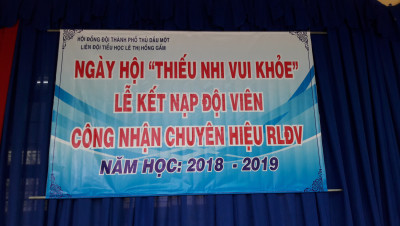 HỘI ĐỒNG ĐỘI THÀNH PHỐ THỦ DẦU MỘT
LIÊN ĐỘI TIỂU HỌC LÊ THỊ HỒNG GẤM
NGÀY HỘI “THIẾU NHI VUI KHỎE”
LỄ KẾT NẠP ĐỘI VIÊN
CÔNG NHẬN CHUYÊN HIỆU RLĐV
NĂM HỌC: 2018 - 2019